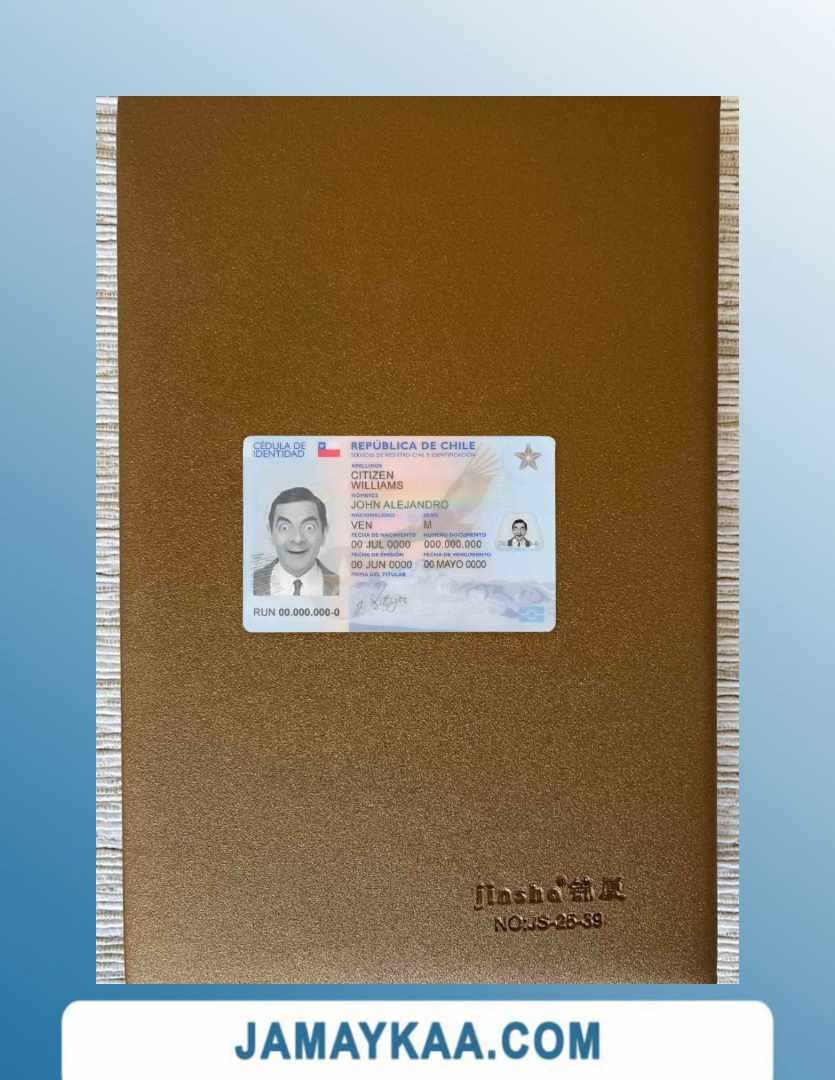 CÉDULA DE
IDENTIDAD
REPÚBLICA DE CHILE
SERVICIO DE REGISTRO CIVIL E IDENTIFICACIÓN
APELLIDOS
CITIZEN
WILLIAMS
NOMBRES
JOHN ALEJANDRO
NACIONALIDAD SEXO
VEN M
FECHA DE NACIMIENTO NÚMERO DOCUMENTO
00 JUL 0000 000.000.000
FECHA DE EMISIÓN FECHA DE VENCIMIENTO
00 JUN 0000 00 MAYO 0000
FIRMA DEL TITULAR
RUN 00.000.000-0
jinsha®
NO:JS-25-39
JAMAYKAA.COM